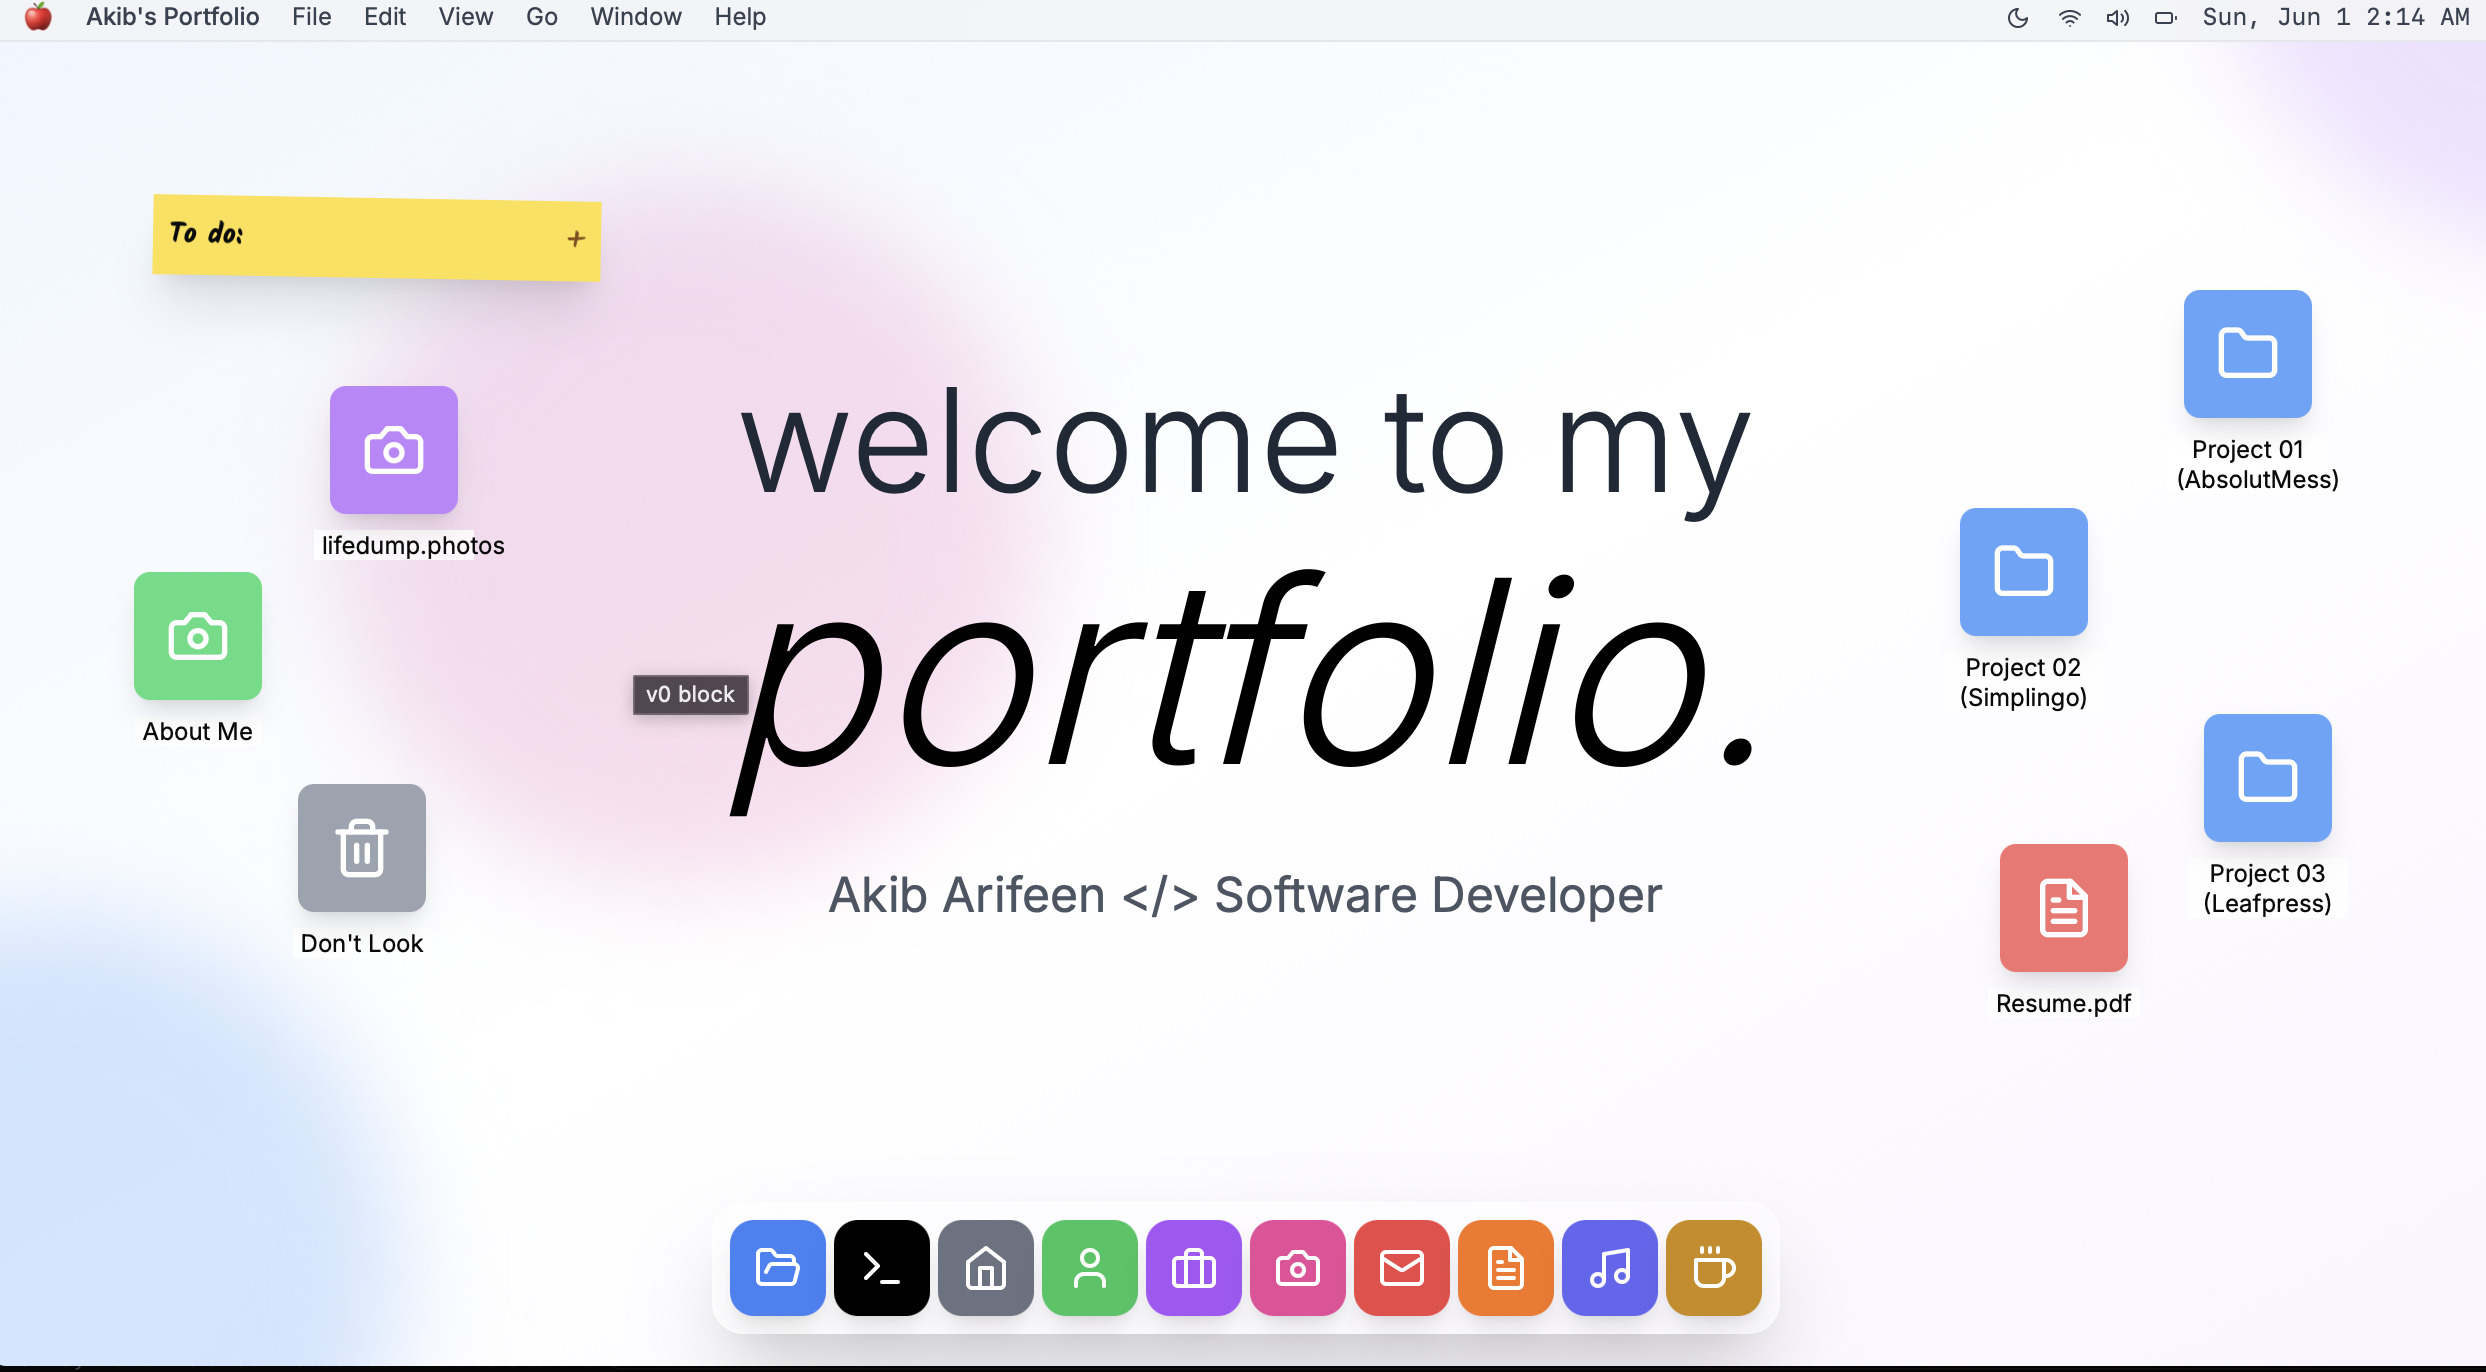 Akib's Portfolio File Edit View Go Window Help Sun, Jun 1 2:14 AM
To do: +
lifedump.photos
About Me
Don't Look
welcome to my
portfolio.
v0 block
Akib Arifeen </> Software Developer
Project 01
(AbsolutMess)
Project 02
(Simplingo)
Project 03
(Leafpress)
Resume.pdf